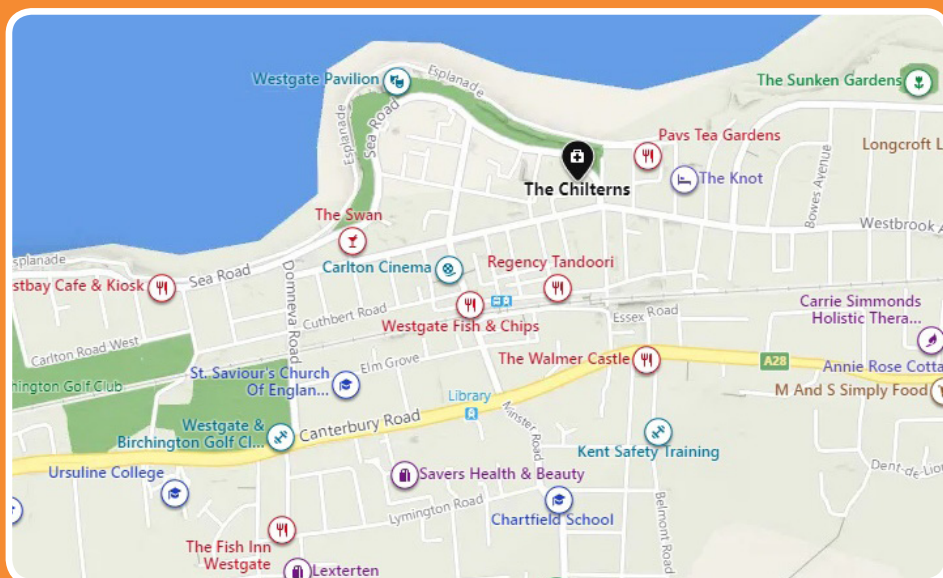 Westgate Pavilion
Esplanade
The Sunken Gardens
Sea Road
Esplanade
Pavs Tea Gardens
Longcroft L
The Knot
The Chilterns
Bowes Avenue
The Swan
Westbrook A
splanade
Sea Road
Carlton Cinema
Regency Tandoori
stbay Cafe & Kiosk
Domneva Road
Cuthbert Road
Westgate Fish & Chips
Essex Road
Carrie Simmonds
Holistic Thera...
Carlton Road West
Elm Grove
The Walmer Castle
A28
Annie Rose Cotta
hington Golf Club
St. Saviour's Church
Of Englan...
Library
M And S Simply Food
Westgate &
Birchington Golf Cl...
Canterbury Road
Minster Road
Kent Safety Training
Ursuline College
Savers Health & Beauty
Dent-de-Lio
Lymington Road
Chartfield School
Belmont Road
The Fish Inn
Westgate
Lexterten